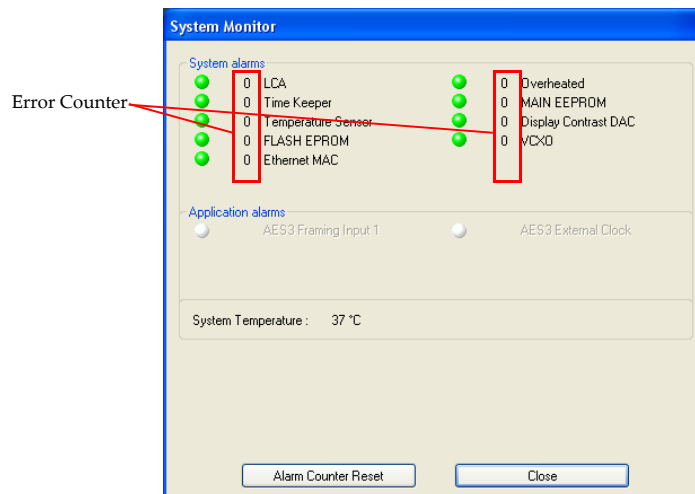 System Monitor
System alarms
0 LCA
0 Time Keeper
0 Temperature Sensor
0 FLASH EPROM
0 Ethernet MAC
0 Overheated
0 MAIN EEPROM
0 Display Contrast DAC
0 VCXO
Error Counter
Application alarms
AES3 Framing Input 1
AES3 External Clock
System Temperature : 37 °C
Alarm Counter Reset
Close